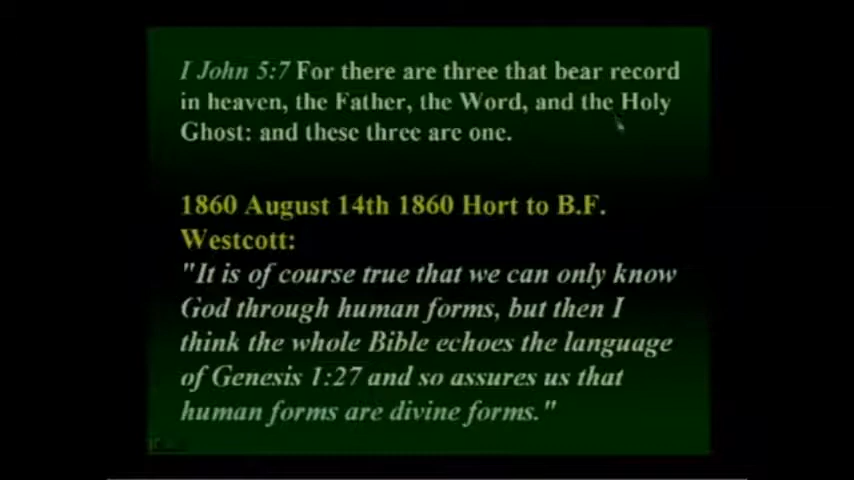 I John 5:7 For there are three that bear record
in heaven, the Father, the Word, and the Holy
Ghost: and these three are one.
1860 August 14th 1860 Hort to B.F.
Westcott:
"It is of course true that we can only know
God through human forms, but then I
think the whole Bible echoes the language
of Genesis 1:27 and so assures us that
human forms are divine forms."